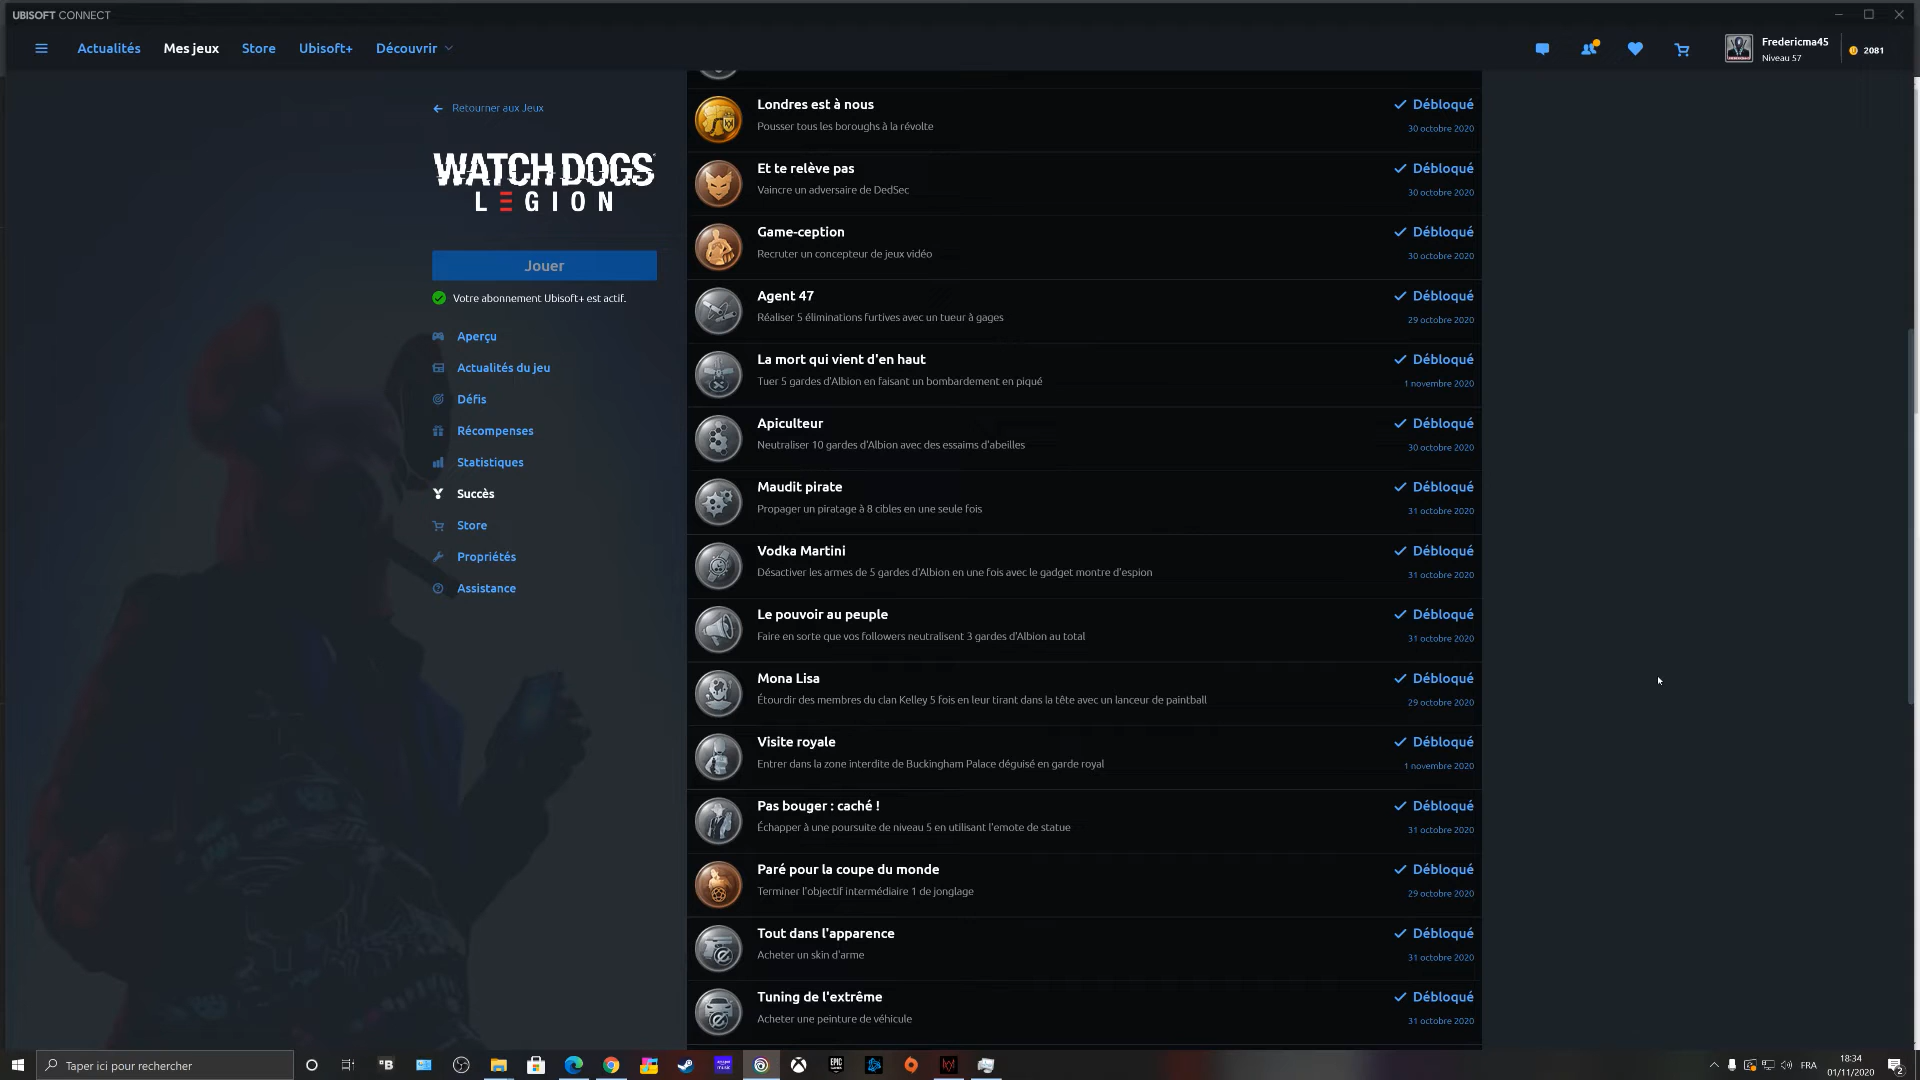 UBISOFT CONNECT
Actualités
Mes jeux
Store
Ubisoft+
Découvrir
Fredericma45
Niveau 57
2081
Retourner aux Jeux
WATCH DOGS
LEGION
Jouer
Votre abonnement Ubisoft+ est actif.
Aperçu
Actualités du jeu
Défis
Récompenses
Statistiques
Succès
Store
Propriétés
Assistance
Londres est à nous
Débloqué
Pousser tous les boroughs à la révolte
30 octobre 2020
Et te relève pas
Débloqué
Vaincre un adversaire de DedSec
30 octobre 2020
Game-ception
Débloqué
Recruter un concepteur de jeux vidéo
30 octobre 2020
Agent 47
Débloqué
Réaliser 5 éliminations furtives avec un tueur à gages
29 octobre 2020
La mort qui vient d'en haut
Débloqué
Tuer 5 gardes d'Albion en faisant un bombardement en piqué
1 novembre 2020
Apiculteur
Débloqué
Neutraliser 10 gardes d'Albion avec des essaims d'abeilles
30 octobre 2020
Maudit pirate
Débloqué
Propager un piratage à 8 cibles en une seule fois
31 octobre 2020
Vodka Martini
Débloqué
Désactiver les armes de 5 gardes d'Albion en une fois avec le gadget montre d'espion
31 octobre 2020
Le pouvoir au peuple
Débloqué
Faire en sorte que vos followers neutralisent 3 gardes d'Albion au total
31 octobre 2020
Mona Lisa
Débloqué
Étourdir des membres du clan Kelley 5 fois en leur tirant dans la tête avec un lanceur de paintball
29 octobre 2020
Visite royale
Débloqué
Entrer dans la zone interdite de Buckingham Palace déguisé en garde royal
1 novembre 2020
Pas bouger : caché !
Débloqué
Échapper à une poursuite de niveau 5 en utilisant l'emote de statue
31 octobre 2020
Paré pour la coupe du monde
Débloqué
Terminer l'objectif intermédiaire 1 de jonglage
29 octobre 2020
Tout dans l'apparence
Débloqué
Acheter un skin d'arme
31 octobre 2020
Tuning de l'extrême
Débloqué
Acheter une peinture de véhicule
31 octobre 2020
Taper ici pour rechercher
FRA
18:34
01/11/2020
2